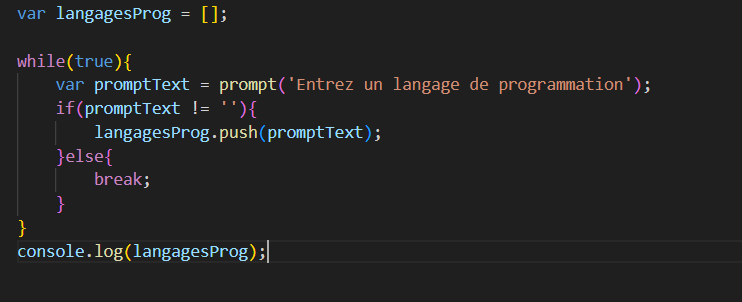 var langagesProg = [];
while(true){
var promptText = prompt('Entrez un langage de programmation');
if(promptText != ''){
langagesProg.push(promptText);
}else{
break;
}
}
console.log(langagesProg);